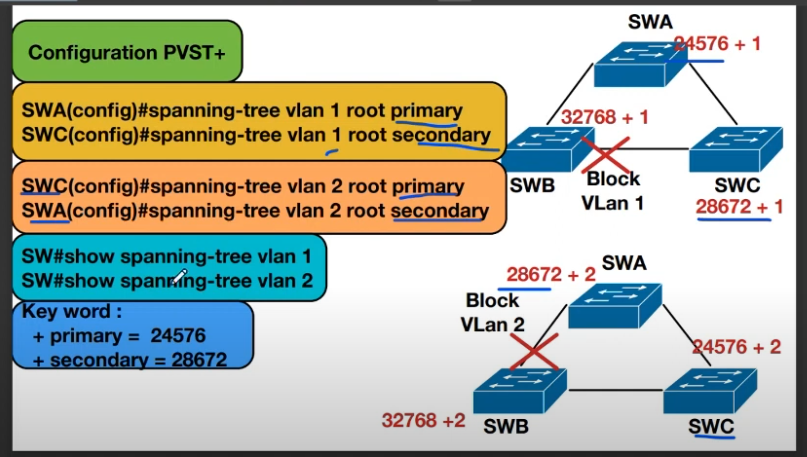 Configuration PVST+
SWA(config)#spanning-tree vlan 1 root primary
SWC(config)#spanning-tree vlan 1 root secondary
SWC(config)#spanning-tree vlan 2 root primary
SWA(config)#spanning-tree vlan 2 root secondary
SW#show spanning-tree vlan 1
SW#show spanning-tree vlan 2
Key word :
+ primary = 24576
+ secondary = 28672
SWA
24576 + 1
32768 + 1
SWB
Block
VLan 1
SWC
28672 + 1
SWA
28672 + 2
Block
VLan 2
24576 + 2
32768 +2
SWB
SWC